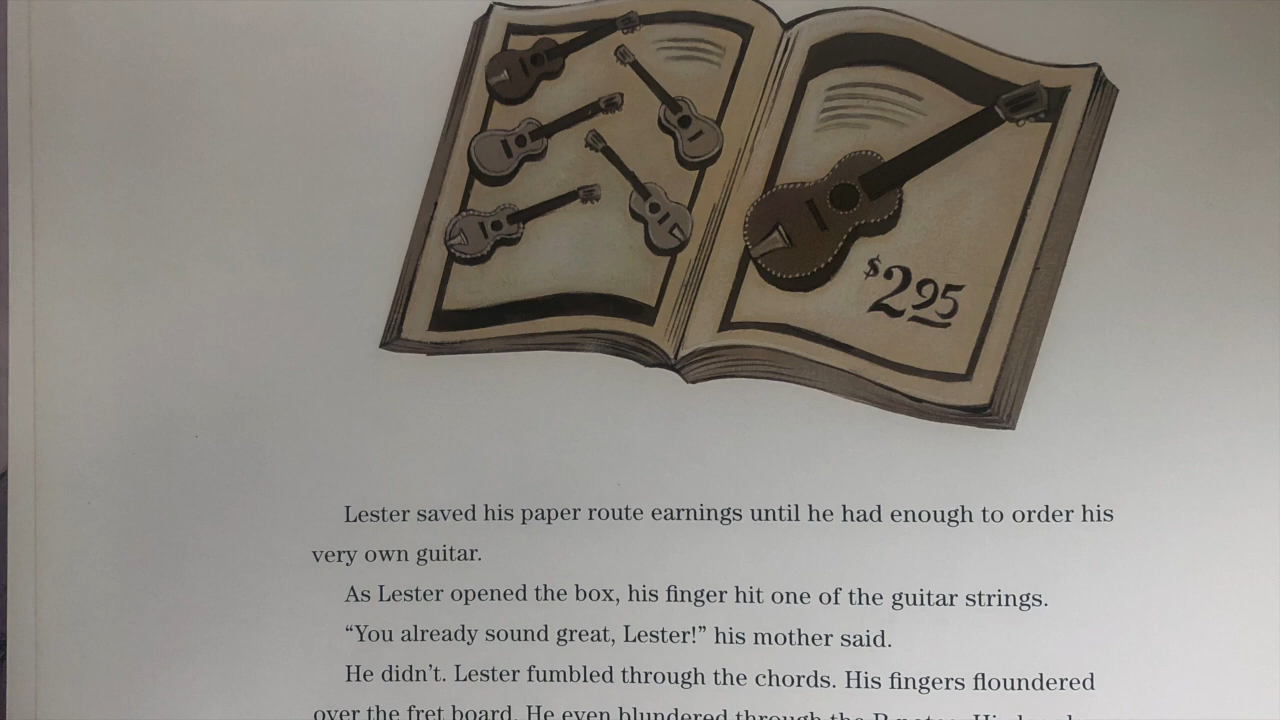 $2.95
Lester saved his paper route earnings until he had enough to order his
very own guitar.
As Lester opened the box, his finger hit one of the guitar strings.
“You already sound great, Lester!” his mother said.
He didn’t. Lester fumbled through the chords. His fingers floundered
over the fret board. He even blundered through the